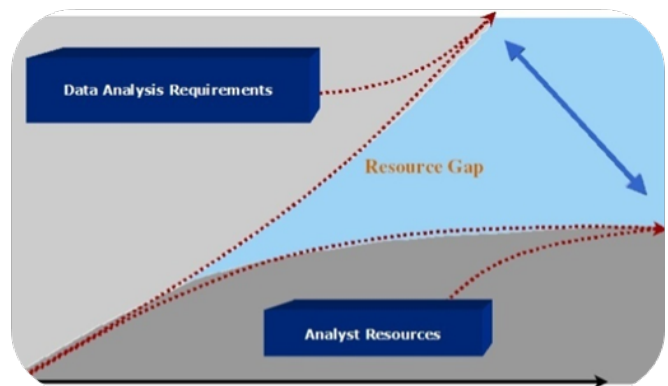 Data Analysis Requirements
Resource Gap
Analyst Resources